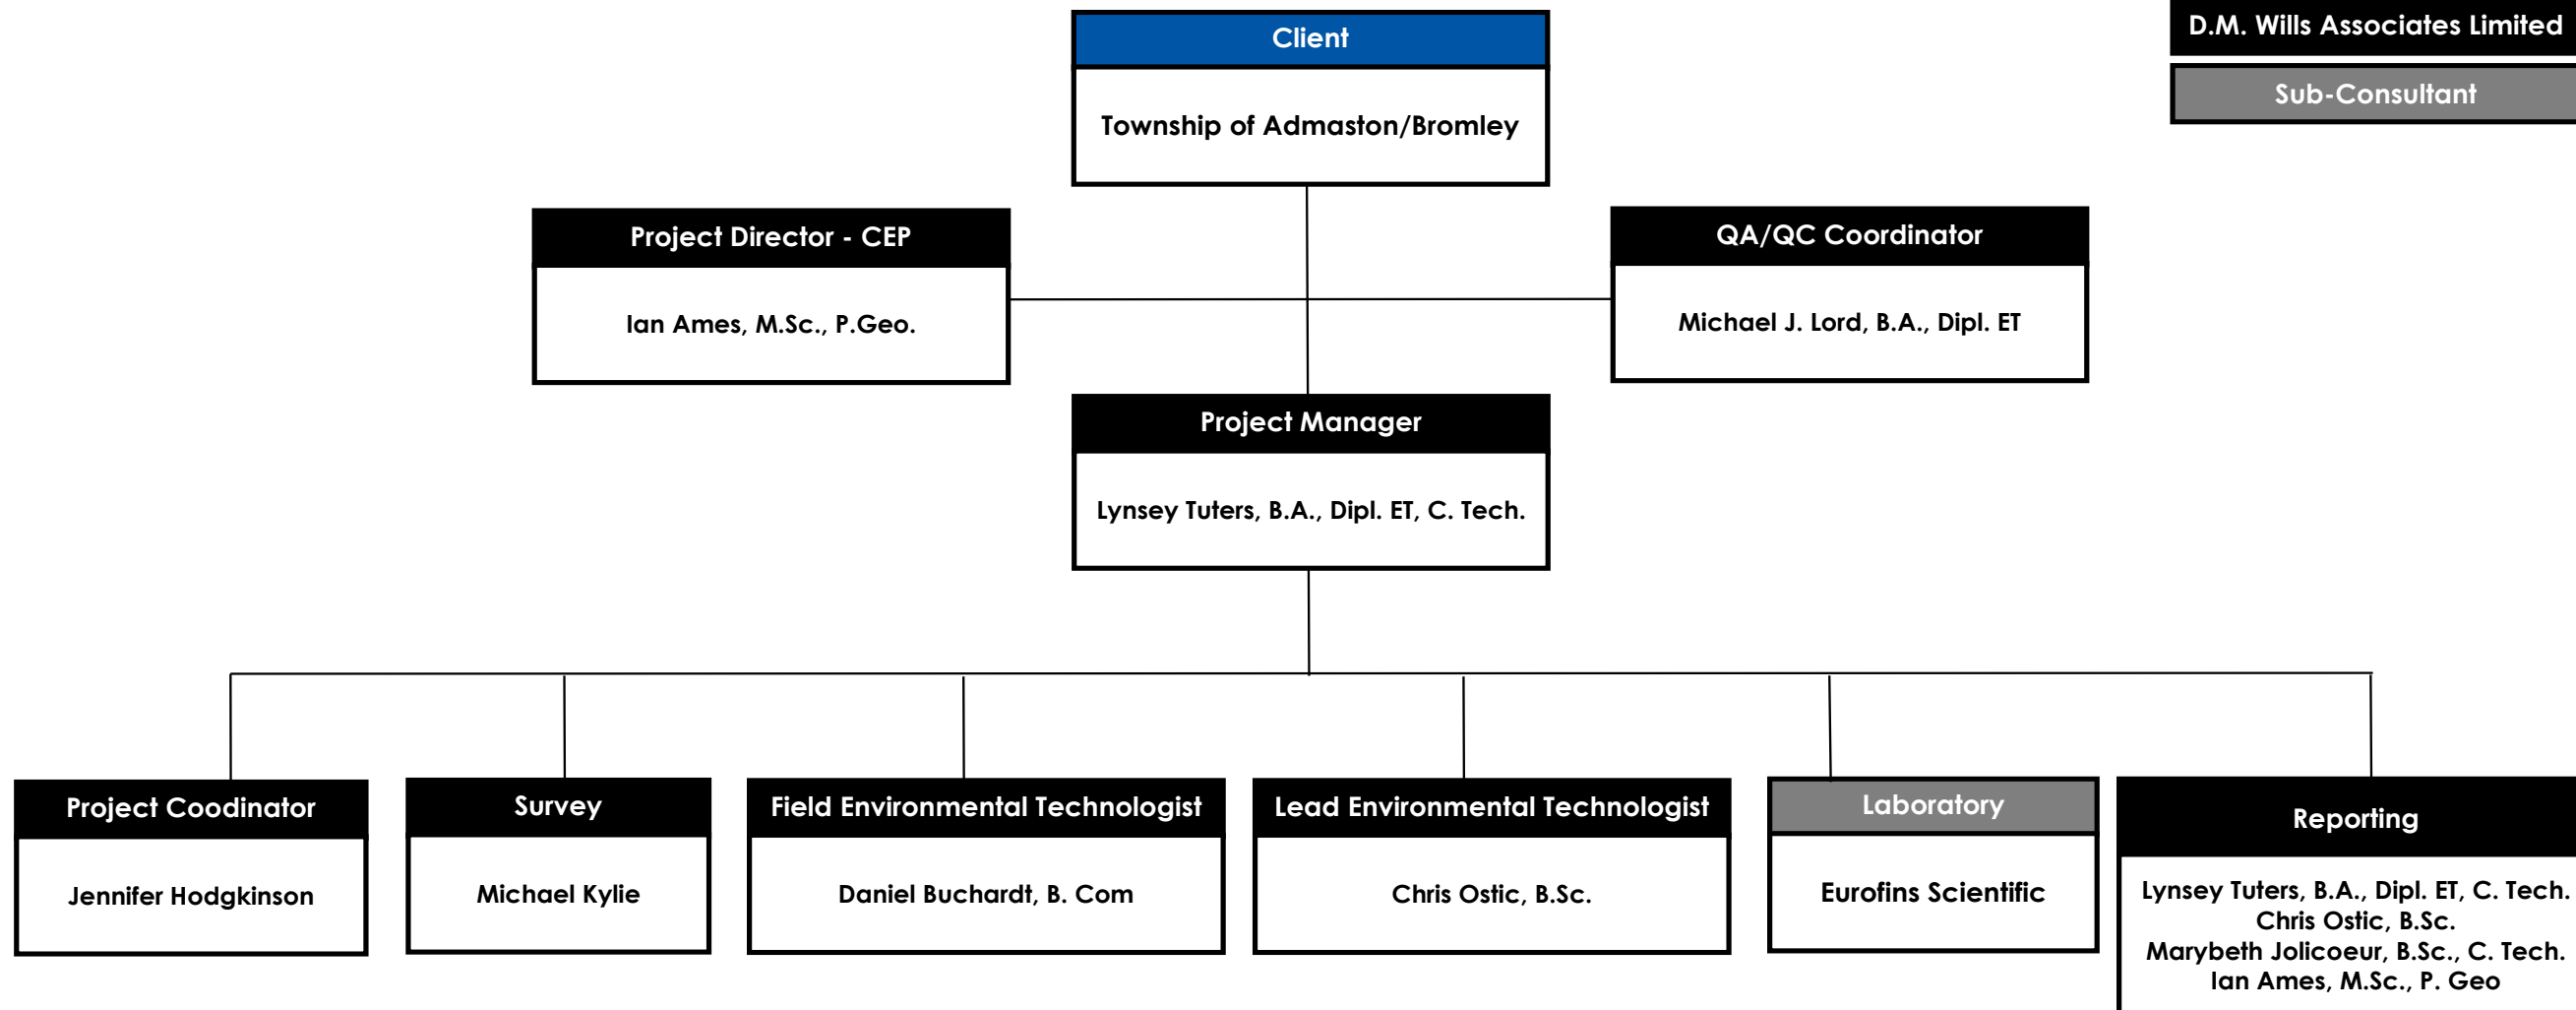 Client
Township of Admaston/Bromley
D.M. Wills Associates Limited
Sub-Consultant
Project Director - CEP
Ian Ames, M.Sc., P.Geo.
QA/QC Coordinator
Michael J. Lord, B.A., Dipl. ET
Project Manager
Lynsey Tuters, B.A., Dipl. ET, C. Tech.
Project Coodinator
Jennifer Hodgkinson
Survey
Michael Kylie
Field Environmental Technologist
Daniel Buchardt, B. Com
Lead Environmental Technologist
Chris Ostic, B.Sc.
Laboratory
Eurofins Scientific
Reporting
Lynsey Tuters, B.A., Dipl. ET, C. Tech.
Chris Ostic, B.Sc.
Marybeth Jolicoeur, B.Sc., C. Tech.
Ian Ames, M.Sc., P. Geo